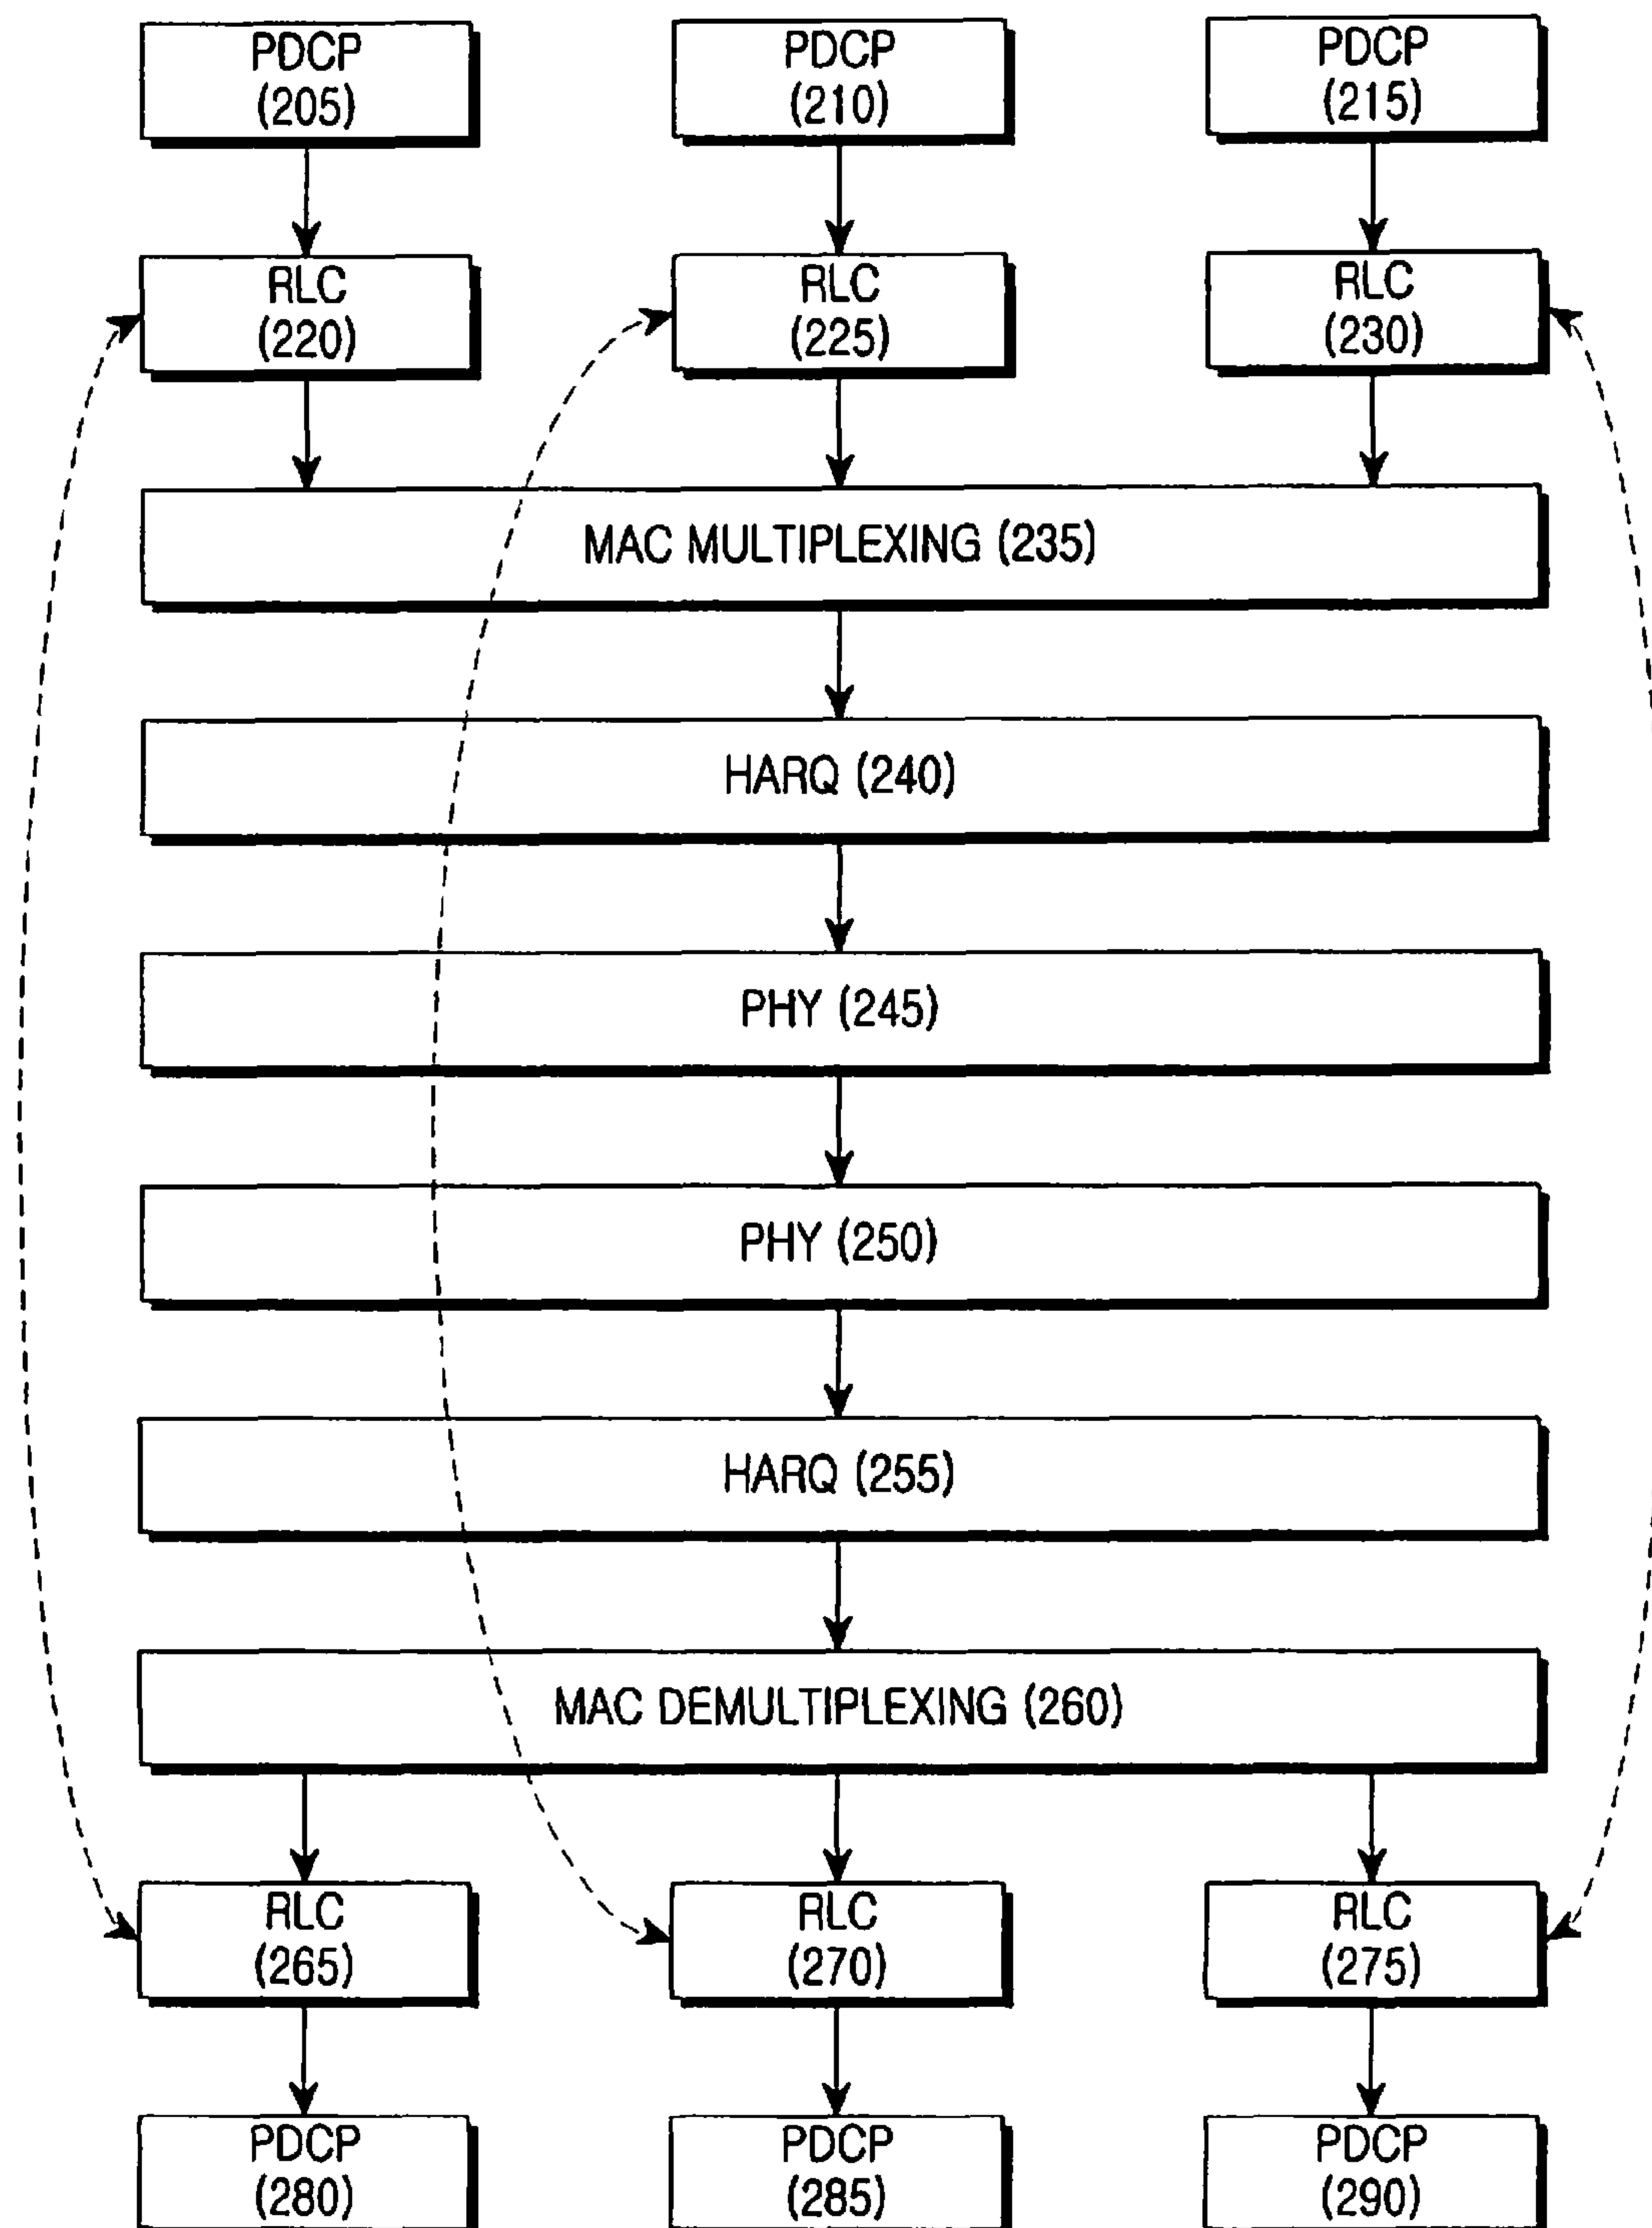 PDCP
(205)
PDCP
(210)
PDCP
(215)
RLC
(220)
RLC
(225)
RLC
(230)
MAC MULTIPLEXING (235)
HARQ (240)
PHY (245)
PHY (250)
HARQ (255)
MAC DEMULTIPLEXING (260)
RLC
(265)
RLC
(270)
RLC
(275)
PDCP
(280)
PDCP
(285)
PDCP
(290)